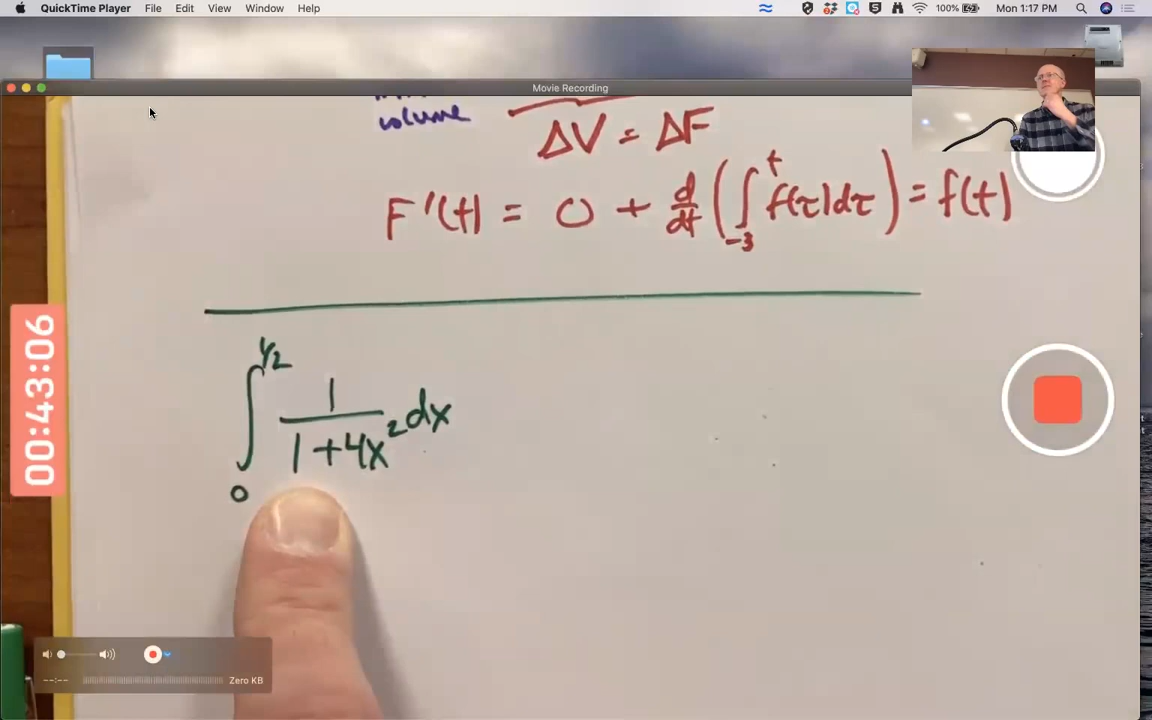 QuickTime Player File Edit View Window Help 100% Mon 1:17 PM
Movie Recording
volume
ΔV = ΔF
F'(t) = 0 + d/dt (∫_{-3}^{t} f(τ)dτ) = f(t)
00:43:06
∫_0^{1/2} 1/(1+4x²) dx
--:-- Zero KB